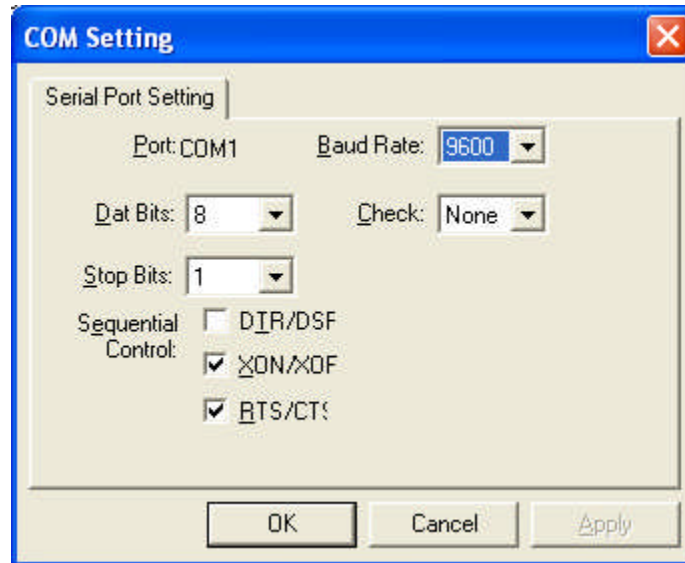 COM Setting
Serial Port Setting
Port: COM1 Baud Rate: 9600
Dat Bits: 8 Check: None
Stop Bits: 1
Sequential Control: DTR/DSF
XON/XOF
RTS/CTS
OK Cancel Apply